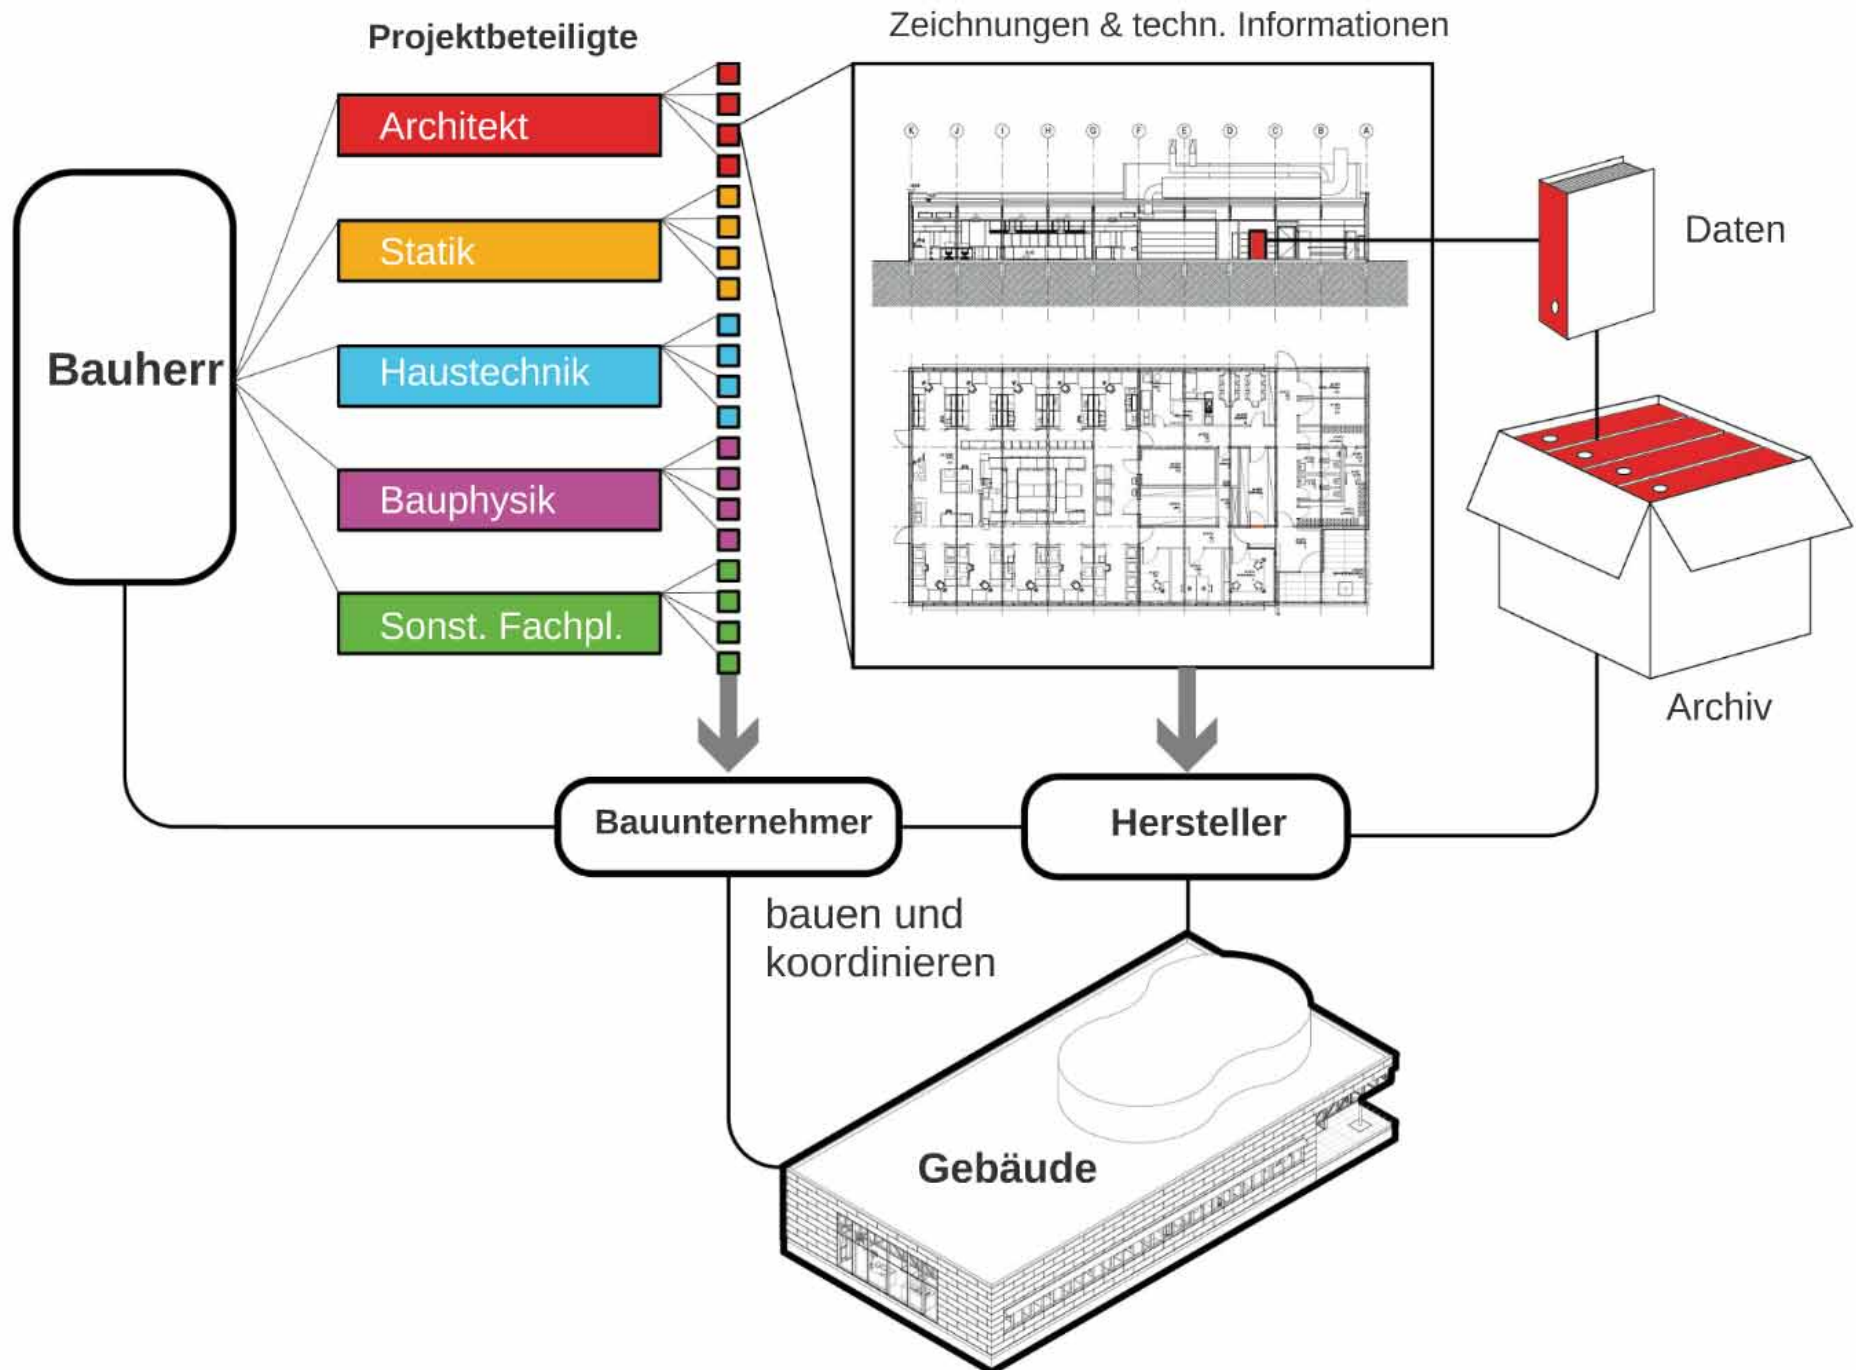 Projektbeteiligte
Zeichnungen & techn. Informationen
Architekt
Statik
Haustechnik
Bauphysik
Sonst. Fachpl.
Bauherr
K J I H G F E D C B A
Daten
Archiv
Bauunternehmer
Hersteller
bauen und
koordinieren
Gebäude